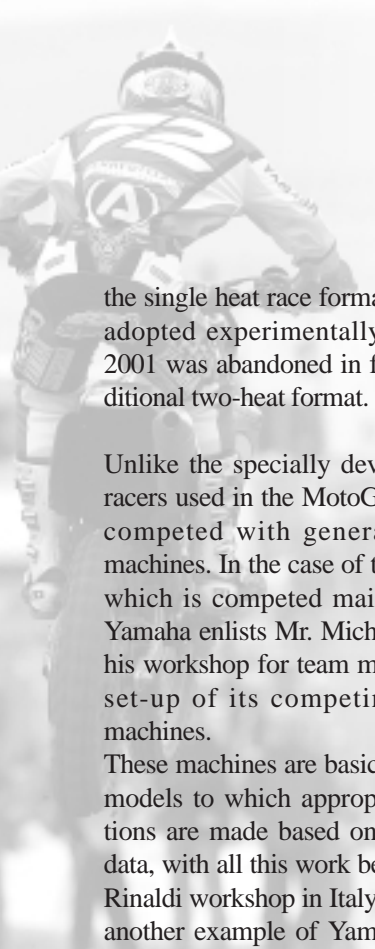 the single heat race forma
adopted experimentally
2001 was abandoned in f
ditional two-heat format.
Unlike the specially dev
racers used in the MotoG
competed with genera
machines. In the case of t
which is competed mai
Yamaha enlists Mr. Mich
his workshop for team m
set-up of its competin
machines.
These machines are basic
models to which approp
tions are made based on
data, with all this work be
Rinaldi workshop in Italy
another example of Yam